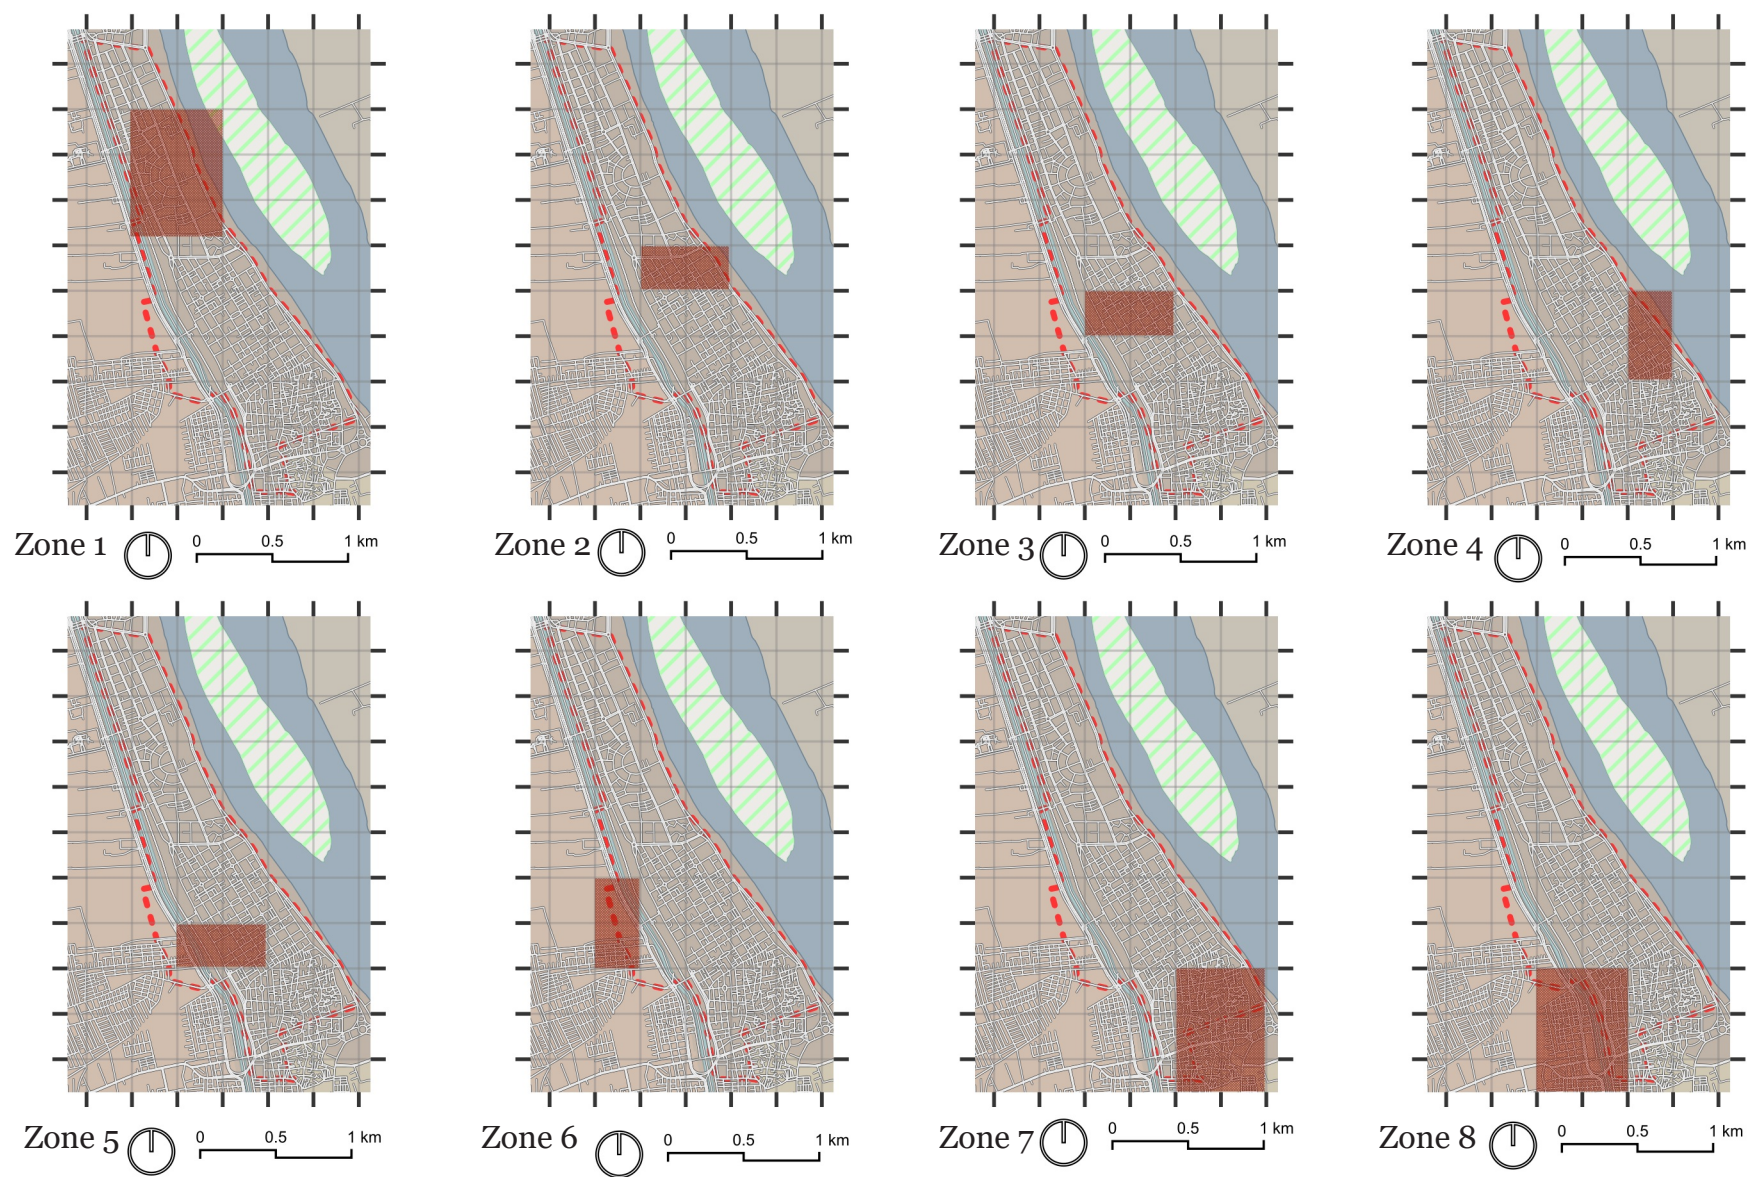 Zone 1 0 0.5 1 km
Zone 2 0 0.5 1 km
Zone 3 0 0.5 1 km
Zone 4 0 0.5 1 km
Zone 5 0 0.5 1 km
Zone 6 0 0.5 1 km
Zone 7 0 0.5 1 km
Zone 8 0 0.5 1 km